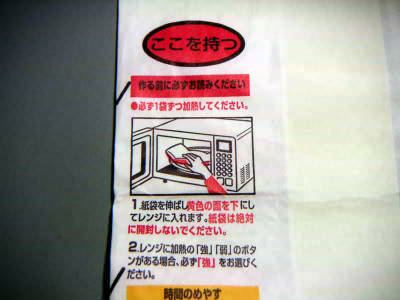 ここを持つ
作る前に必ずお読みください
●必ず1袋ずつ加熱してください。
1.紙袋を伸ばし黄色の面を下にし
てレンジに入れます。紙袋は絶対
に開封しないでください。
2.レンジに加熱の「強」「弱」のボタ
ンがある場合、必ず「強」をお選びく
ださい。
時間のめやす